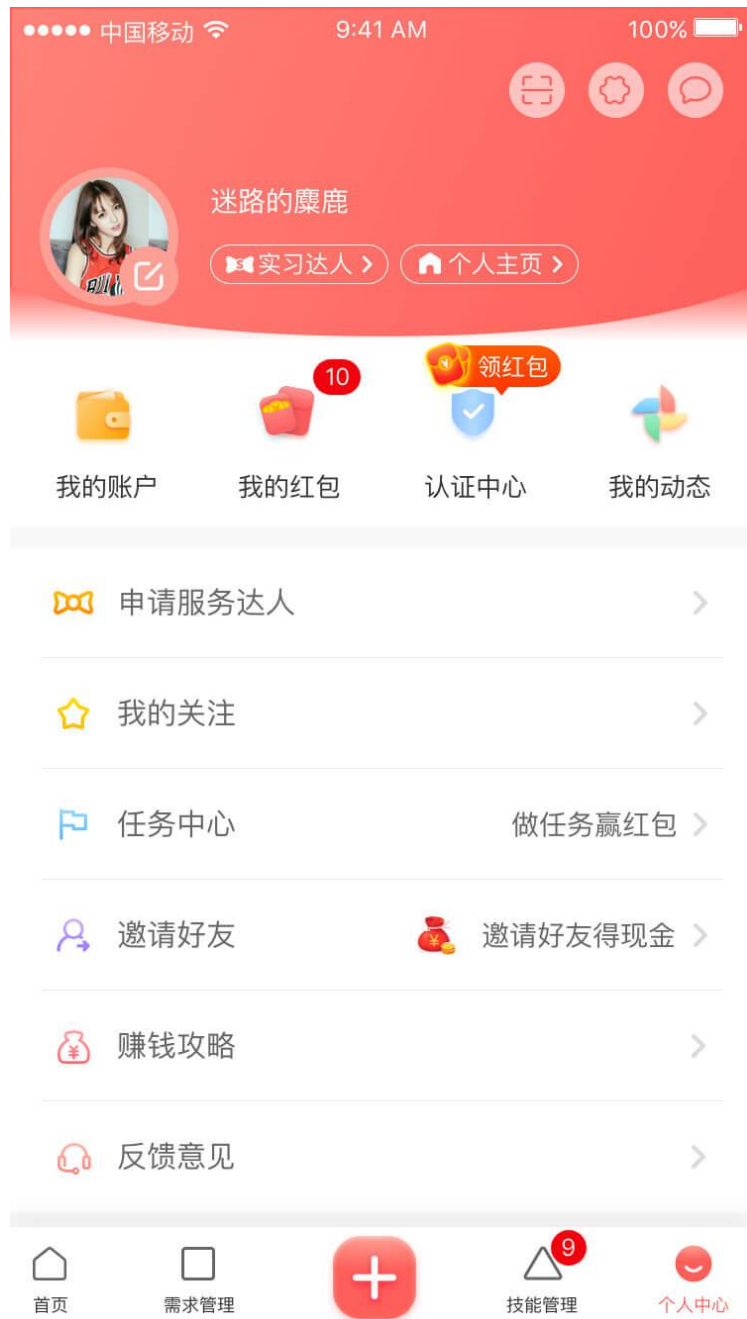 中国移动 9:41 AM 100%
迷路的麋鹿
实习达人 个人主页
10 领红包
我的账户 我的红包 认证中心 我的动态
申请服务达人
我的关注
任务中心 做任务赢红包
邀请好友 邀请好友得现金
赚钱攻略
反馈意见
9
首页 需求管理 技能管理 个人中心